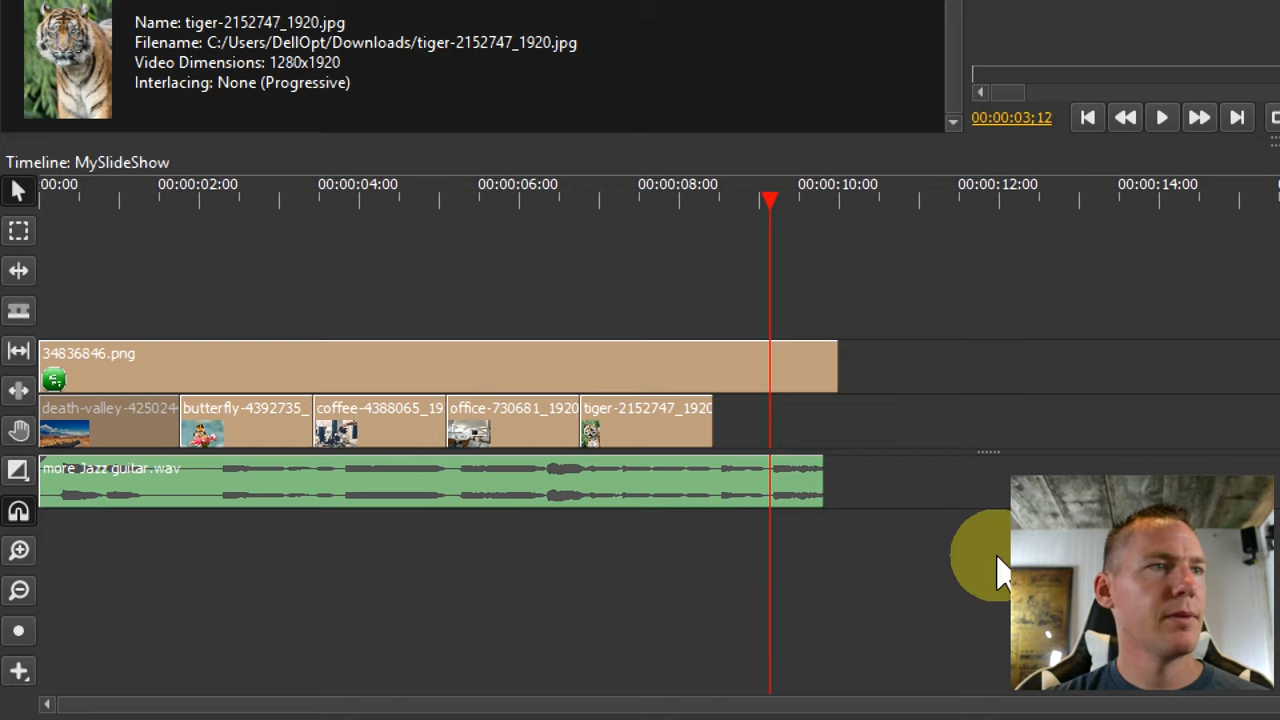 Name: tiger-2152747_1920.jpg
Filename: C:/Users/DellOpt/Downloads/tiger-2152747_1920.jpg
Video Dimensions: 1280x1920
Interlacing: None (Progressive)
00:00:03;12
Timeline: MySlideShow
00:00 00:00:02:00 00:00:04:00 00:00:06:00 00:00:08:00 00:00:10:00 00:00:12:00 00:00:14:00
34836846.png
death-valley-425024 butterfly-4392735_ coffee-4388065_19 office-730681_1920 tiger-2152747_1920
more Jazz guitar.wav